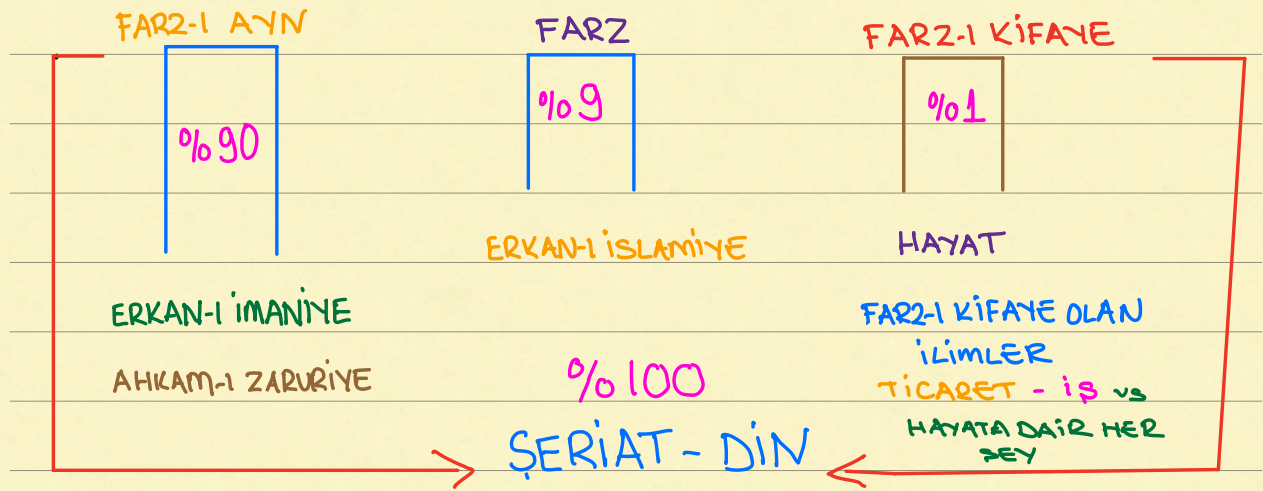 FARZ-I AYN
%90
ERKAN-I İMANİYE
AHKAM-I ZARURİYE
FARZ
%9
ERKAN-I İSLAMİYE
%100
ŞERİAT - DİN
FARZ-I KİFAYE
%1
HAYAT
FARZ-I KİFAYE OLAN
İLİMLER
TİCARET - İŞ vs
HAYATA DAİR HER
ŞEY